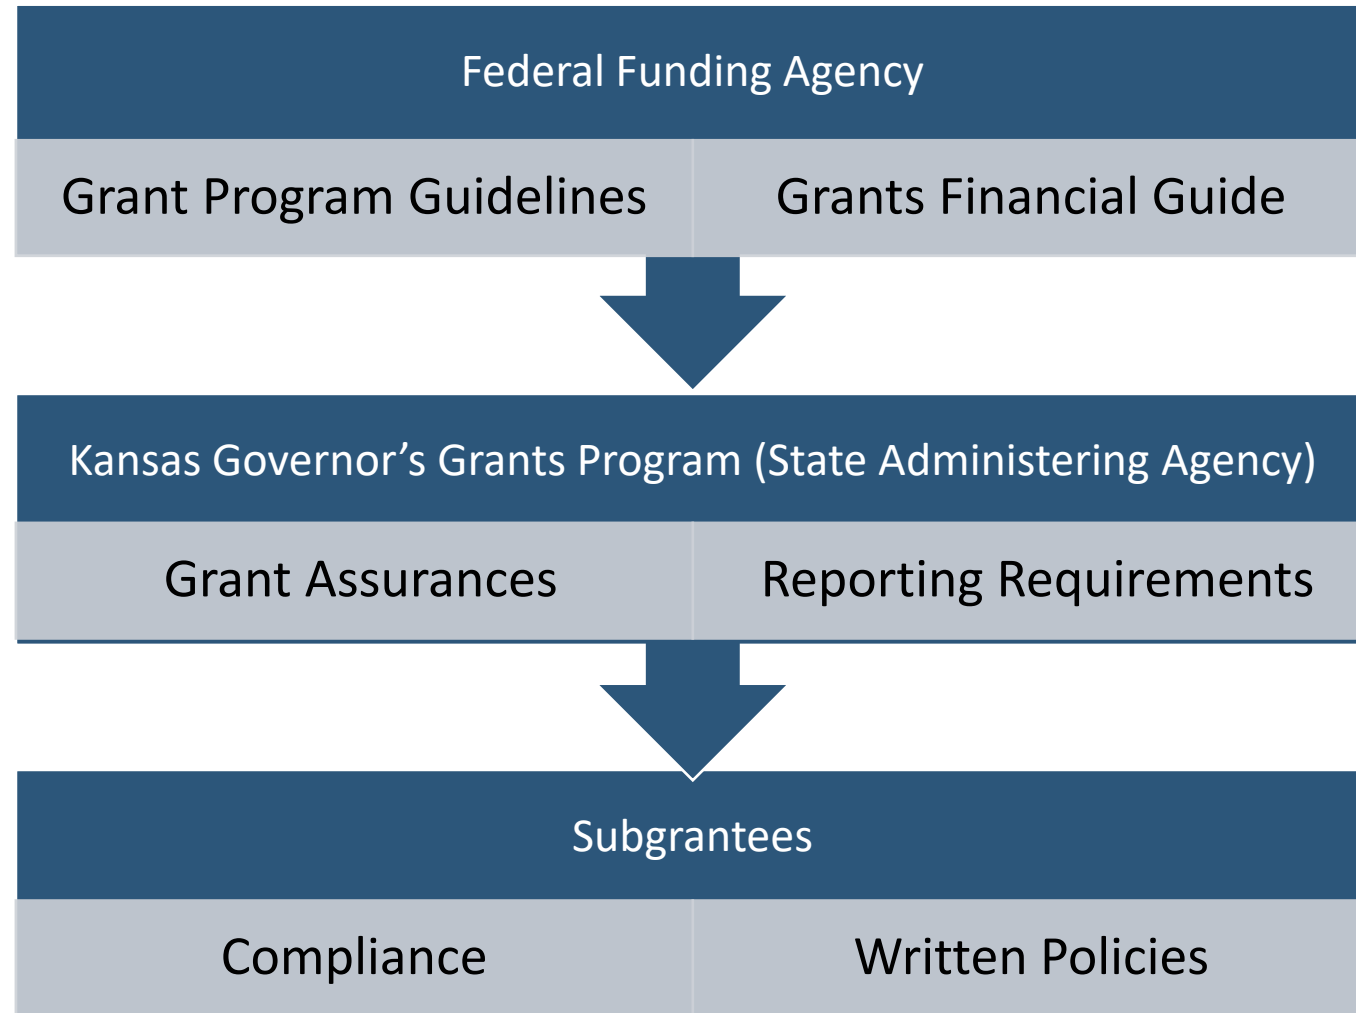 Federal Funding Agency
Grant Program Guidelines
Grants Financial Guide
Kansas Governor’s Grants Program (State Administering Agency)
Grant Assurances
Reporting Requirements
Subgrantees
Compliance
Written Policies